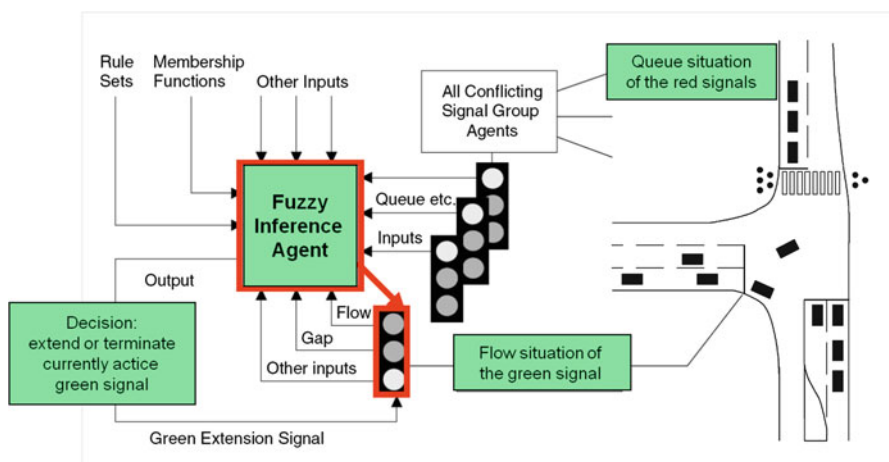 Rule
Sets
Membership
Functions
Other Inputs
All Conflicting
Signal Group
Agents
Queue situation
of the red signals
Fuzzy
Inference
Agent
Queue etc.
Inputs
Output
Decision:
extend or terminate
currently actice
green signal
Flow
Gap
Other inputs
Flow situation of
the green signal
Green Extension Signal